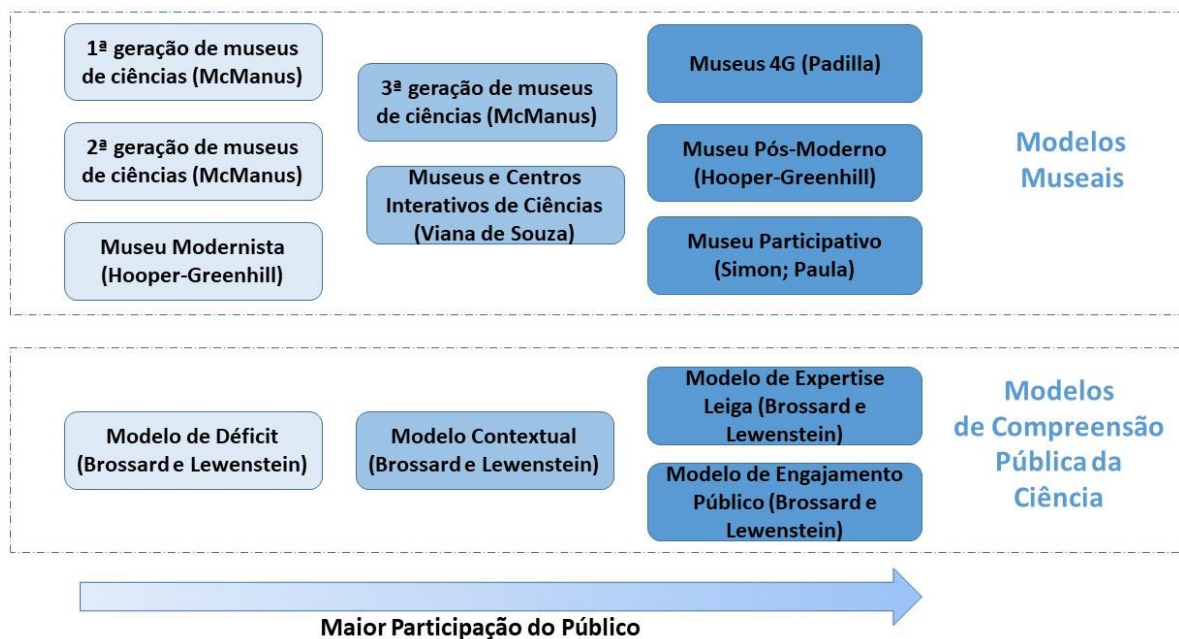 1ª geração de museus
de ciências (McManus)
2ª geração de museus
de ciências (McManus)
Museu Modernista
(Hooper-Greenhill)
3ª geração de museus
de ciências (McManus)
Museus e Centros
Interativos de Ciências
(Viana de Souza)
Museus 4G (Padilla)
Museu Pós-Moderno
(Hooper-Greenhill)
Museu Participativo
(Simon; Paula)
Modelos
Museais
Modelo de Déficit
(Brossard e Lewenstein)
Modelo Contextual
(Brossard e Lewenstein)
Modelo de Expertise
Leiga (Brossard e
Lewenstein)
Modelo de Engajamento
Público (Brossard e
Lewenstein)
Modelos
de Compreensão
Pública da
Ciência
Maior Participação do Público